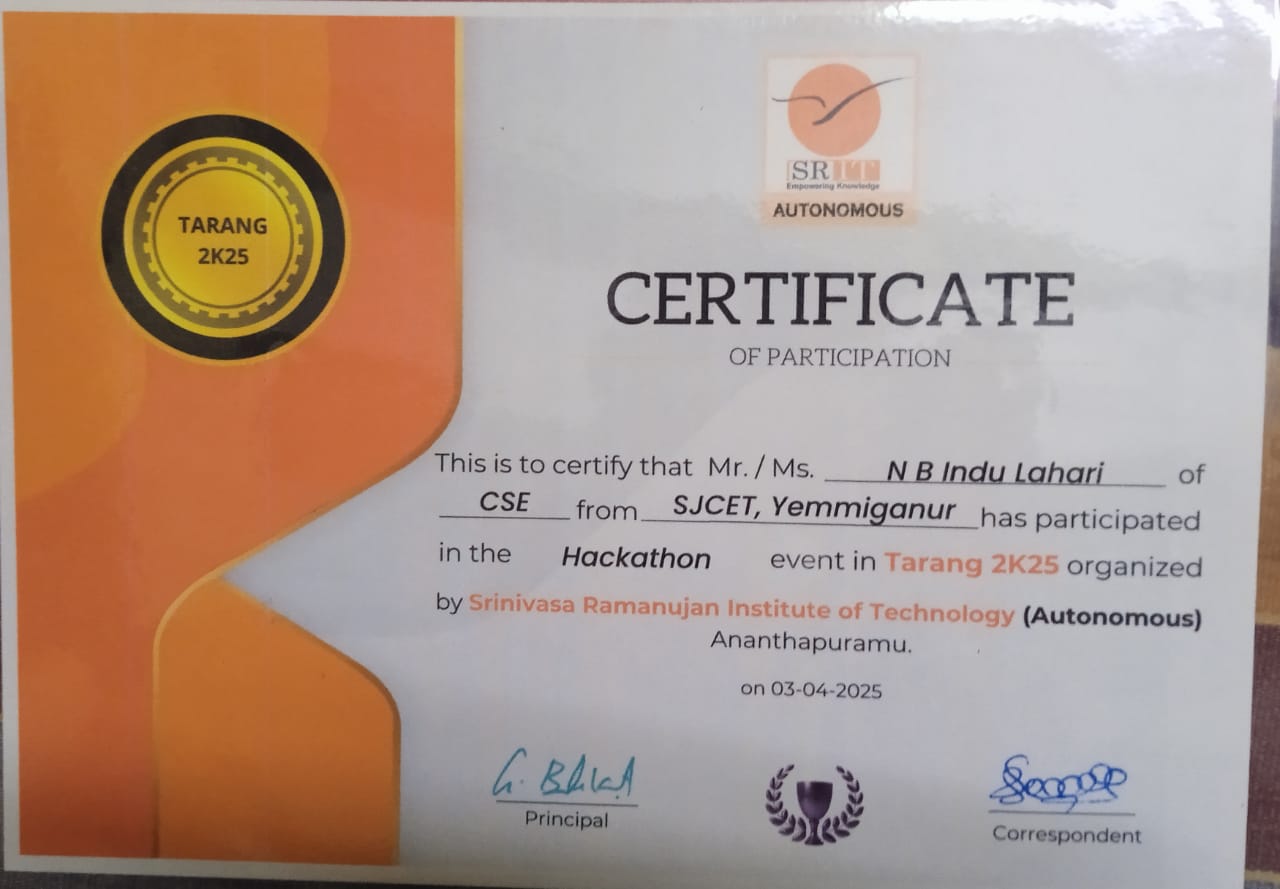 TARANG
2K25
SRIT
Empowering Knowledge
AUTONOMOUS
CERTIFICATE
OF PARTICIPATION
This is to certify that Mr. / Ms. N B Indu Lahari of
CSE from SJCET, Yemmiganur has participated
in the Hackathon event in Tarang 2K25 organized
by Srinivasa Ramanujan Institute of Technology (Autonomous)
Ananthapuramu.
on 03-04-2025
Principal
Correspondent